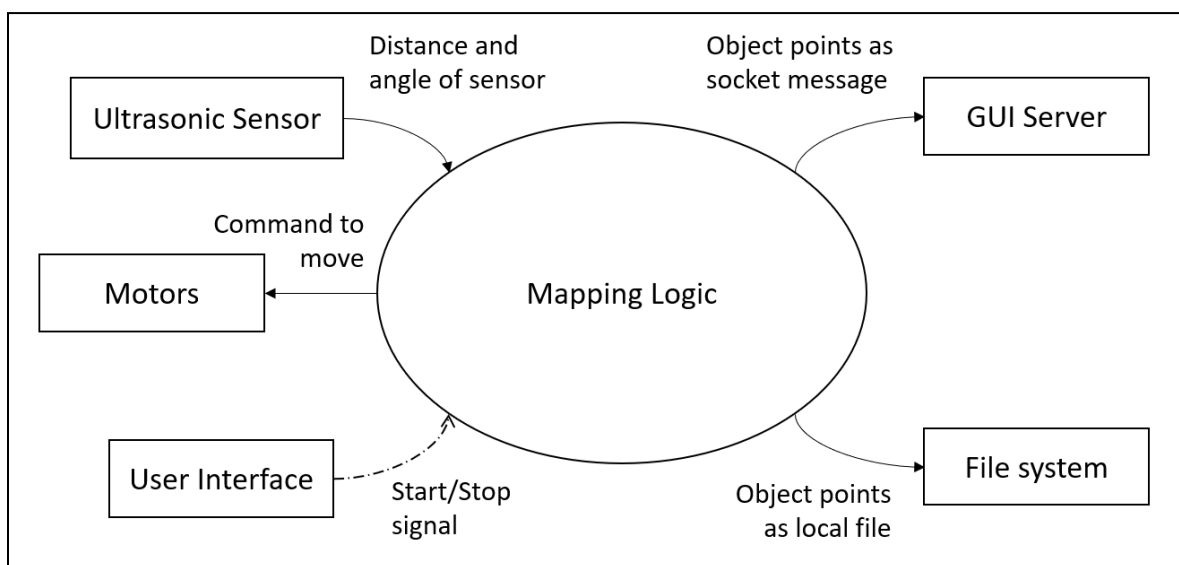 Distance and
angle of sensor
Object points as
socket message
Ultrasonic Sensor
GUI Server
Command to
move
Motors
Mapping Logic
User Interface
Start/Stop
signal
File system
Object points
as local file